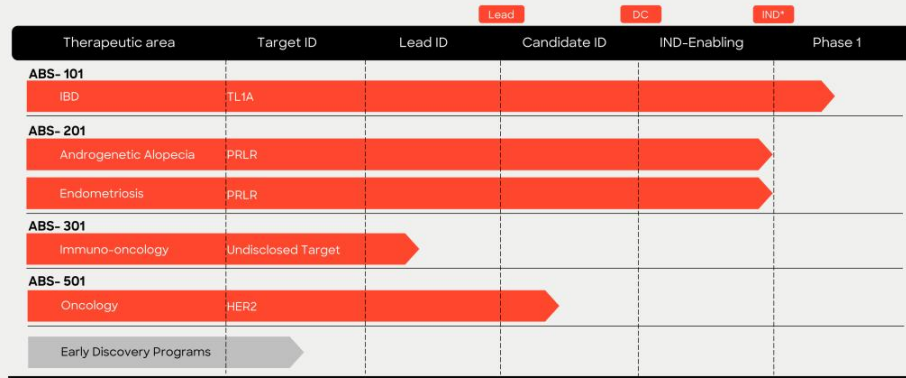 Lead DC IND*
Therapeutic area Target ID Lead ID Candidate ID IND-Enabling Phase 1
ABS- 101
IBD TL1A
ABS- 201
Androgenetic Alopecia PRLR
Endometriosis PRLR
ABS- 301
Immuno-oncology Undisclosed Target
ABS- 501
Oncology HER2
Early Discovery Programs